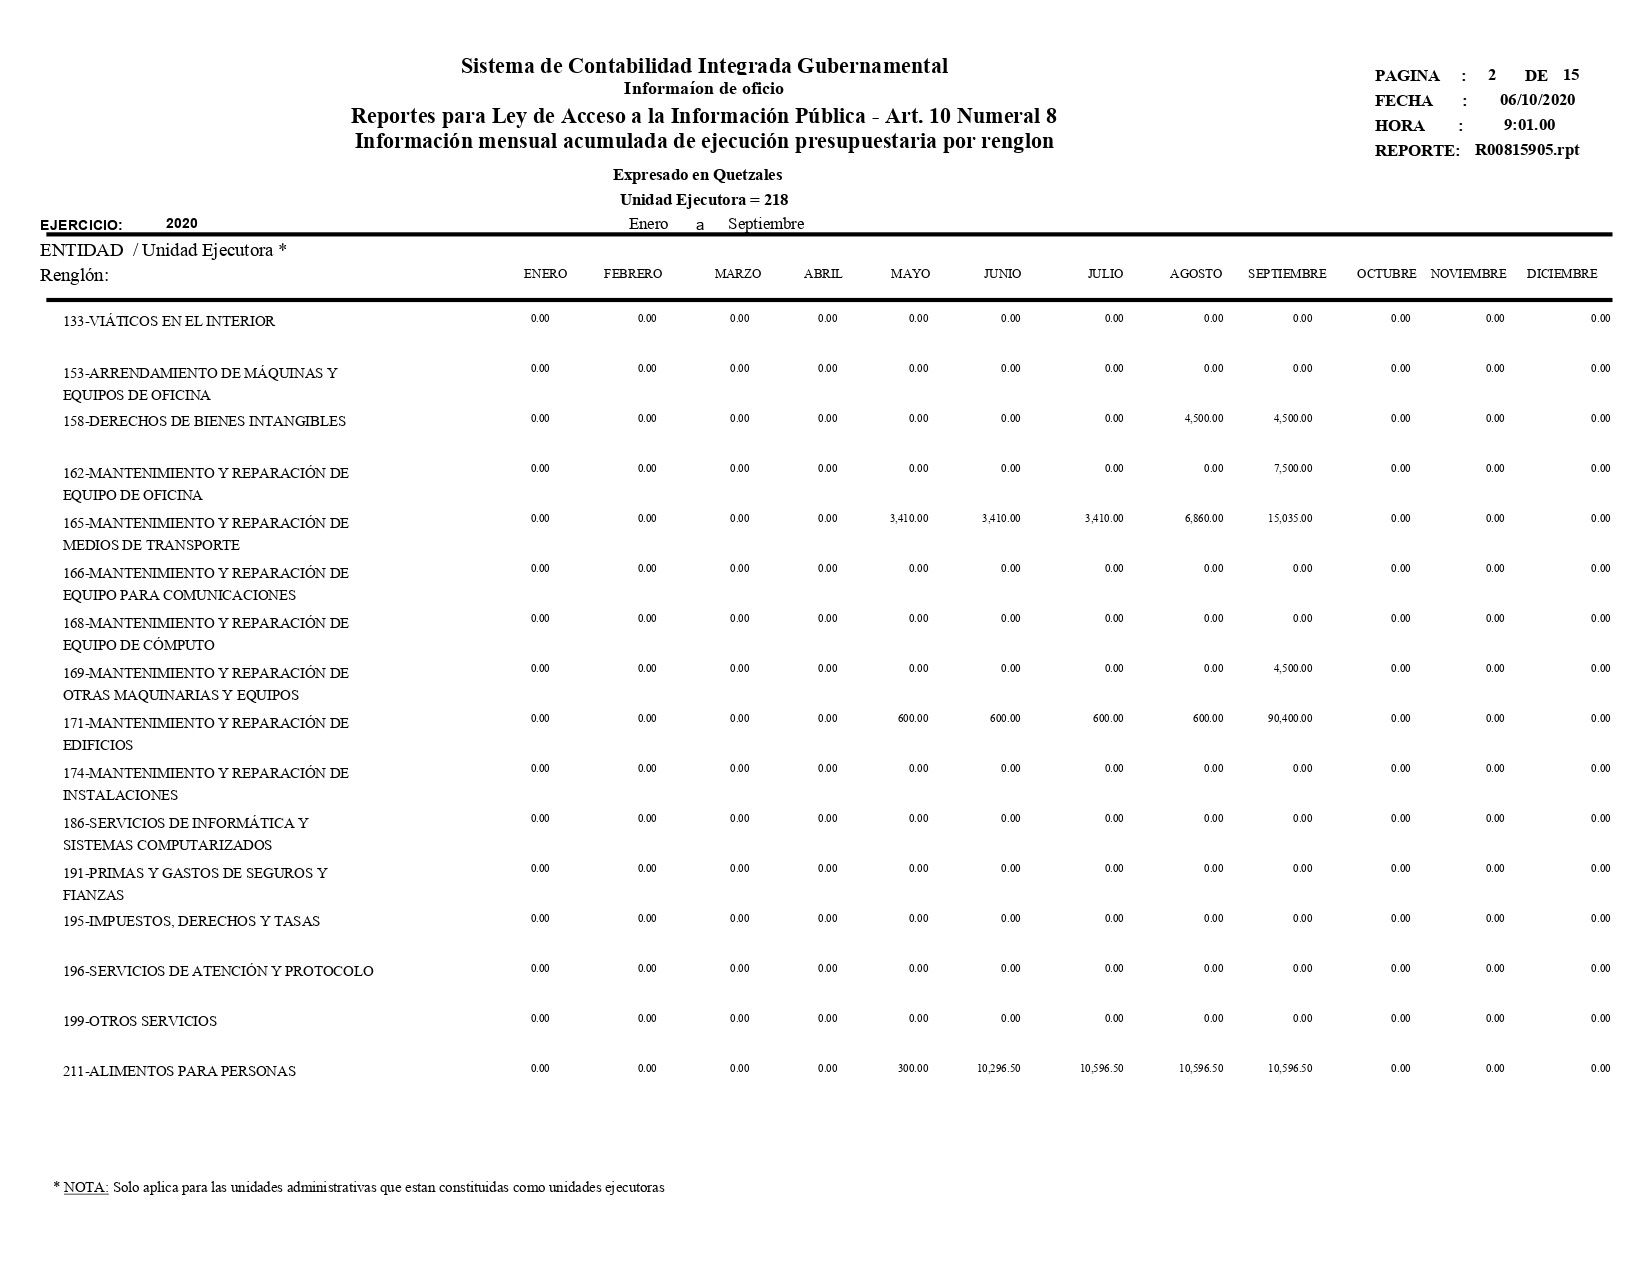 Sistema de Contabilidad Integrada Gubernamental
Informaíon de oficio
Reportes para Ley de Acceso a la Información Pública - Art. 10 Numeral 8
Información mensual acumulada de ejecución presupuestaria por renglon
PAGINA : 2 DE 15
FECHA : 06/10/2020
HORA : 9:01.00
REPORTE: R00815905.rpt
Expresado en Quetzales
Unidad Ejecutora = 218
EJERCICIO: 2020 Enero a Septiembre
ENTIDAD / Unidad Ejecutora *
Renglón: ENERO FEBRERO MARZO ABRIL MAYO JUNIO JULIO AGOSTO SEPTIEMBRE OCTUBRE NOVIEMBRE DICIEMBRE
133-VIÁTICOS EN EL INTERIOR 0.00 0.00 0.00 0.00 0.00 0.00 0.00 0.00 0.00 0.00 0.00 0.00
153-ARRENDAMIENTO DE MÁQUINAS Y 0.00 0.00 0.00 0.00 0.00 0.00 0.00 0.00 0.00 0.00 0.00 0.00
EQUIPOS DE OFICINA
158-DERECHOS DE BIENES INTANGIBLES 0.00 0.00 0.00 0.00 0.00 0.00 0.00 4,500.00 4,500.00 0.00 0.00 0.00
162-MANTENIMIENTO Y REPARACIÓN DE 0.00 0.00 0.00 0.00 0.00 0.00 0.00 0.00 7,500.00 0.00 0.00 0.00
EQUIPO DE OFICINA
165-MANTENIMIENTO Y REPARACIÓN DE 0.00 0.00 0.00 0.00 3,410.00 3,410.00 3,410.00 6,860.00 15,035.00 0.00 0.00 0.00
MEDIOS DE TRANSPORTE
166-MANTENIMIENTO Y REPARACIÓN DE 0.00 0.00 0.00 0.00 0.00 0.00 0.00 0.00 0.00 0.00 0.00 0.00
EQUIPO PARA COMUNICACIONES
168-MANTENIMIENTO Y REPARACIÓN DE 0.00 0.00 0.00 0.00 0.00 0.00 0.00 0.00 0.00 0.00 0.00 0.00
EQUIPO DE CÓMPUTO
169-MANTENIMIENTO Y REPARACIÓN DE 0.00 0.00 0.00 0.00 0.00 0.00 0.00 0.00 4,500.00 0.00 0.00 0.00
OTRAS MAQUINARIAS Y EQUIPOS
171-MANTENIMIENTO Y REPARACIÓN DE 0.00 0.00 0.00 0.00 600.00 600.00 600.00 600.00 90,400.00 0.00 0.00 0.00
EDIFICIOS
174-MANTENIMIENTO Y REPARACIÓN DE 0.00 0.00 0.00 0.00 0.00 0.00 0.00 0.00 0.00 0.00 0.00 0.00
INSTALACIONES
186-SERVICIOS DE INFORMÁTICA Y 0.00 0.00 0.00 0.00 0.00 0.00 0.00 0.00 0.00 0.00 0.00 0.00
SISTEMAS COMPUTARIZADOS
191-PRIMAS Y GASTOS DE SEGUROS Y 0.00 0.00 0.00 0.00 0.00 0.00 0.00 0.00 0.00 0.00 0.00 0.00
FIANZAS
195-IMPUESTOS, DERECHOS Y TASAS 0.00 0.00 0.00 0.00 0.00 0.00 0.00 0.00 0.00 0.00 0.00 0.00
196-SERVICIOS DE ATENCIÓN Y PROTOCOLO 0.00 0.00 0.00 0.00 0.00 0.00 0.00 0.00 0.00 0.00 0.00 0.00
199-OTROS SERVICIOS 0.00 0.00 0.00 0.00 0.00 0.00 0.00 0.00 0.00 0.00 0.00 0.00
211-ALIMENTOS PARA PERSONAS 0.00 0.00 0.00 0.00 300.00 10,296.50 10,596.50 10,596.50 10,596.50 0.00 0.00 0.00
* NOTA: Solo aplica para las unidades administrativas que estan constituidas como unidades ejecutoras